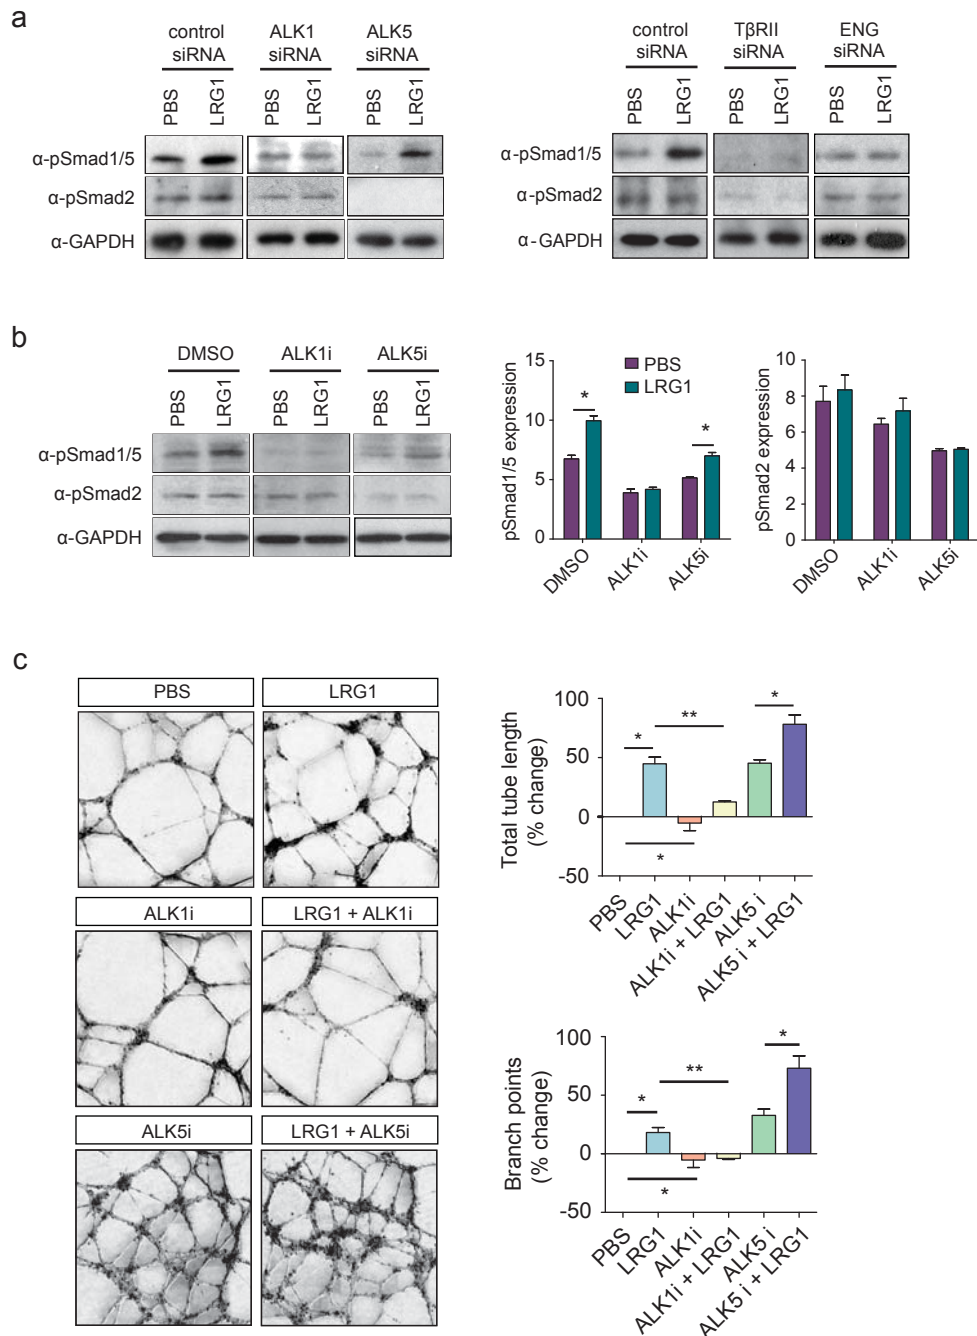 a
control siRNA
ALK1 siRNA
ALK5 siRNA
PBS LRG1 PBS LRG1 PBS LRG1
α-pSmad1/5
α-pSmad2
α-GAPDH
control siRNA
TβRII siRNA
ENG siRNA
PBS LRG1 PBS LRG1 PBS LRG1
α-pSmad1/5
α-pSmad2
α-GAPDH
b
DMSO ALK1i ALK5i
PBS LRG1 PBS LRG1 PBS LRG1
α-pSmad1/5
α-pSmad2
α-GAPDH
pSmad1/5 expression
15
10
5
0
* *
PBS
LRG1
DMSO ALK1i ALK5i
pSmad2 expression
10
8
6
4
2
0
DMSO ALK1i ALK5i
c
PBS LRG1
ALK1i LRG1 + ALK1i
ALK5i LRG1 + ALK5i
Total tube length
(% change)
100
50
0
-50
* ** * *
PBS LRG1 ALK1i ALK1i + LRG1 ALK5 i ALK5 i + LRG1
Branch points
(% change)
100
50
0
-50
* ** * *
PBS LRG1 ALK1i ALK1i + LRG1 ALK5 i ALK5 i + LRG1